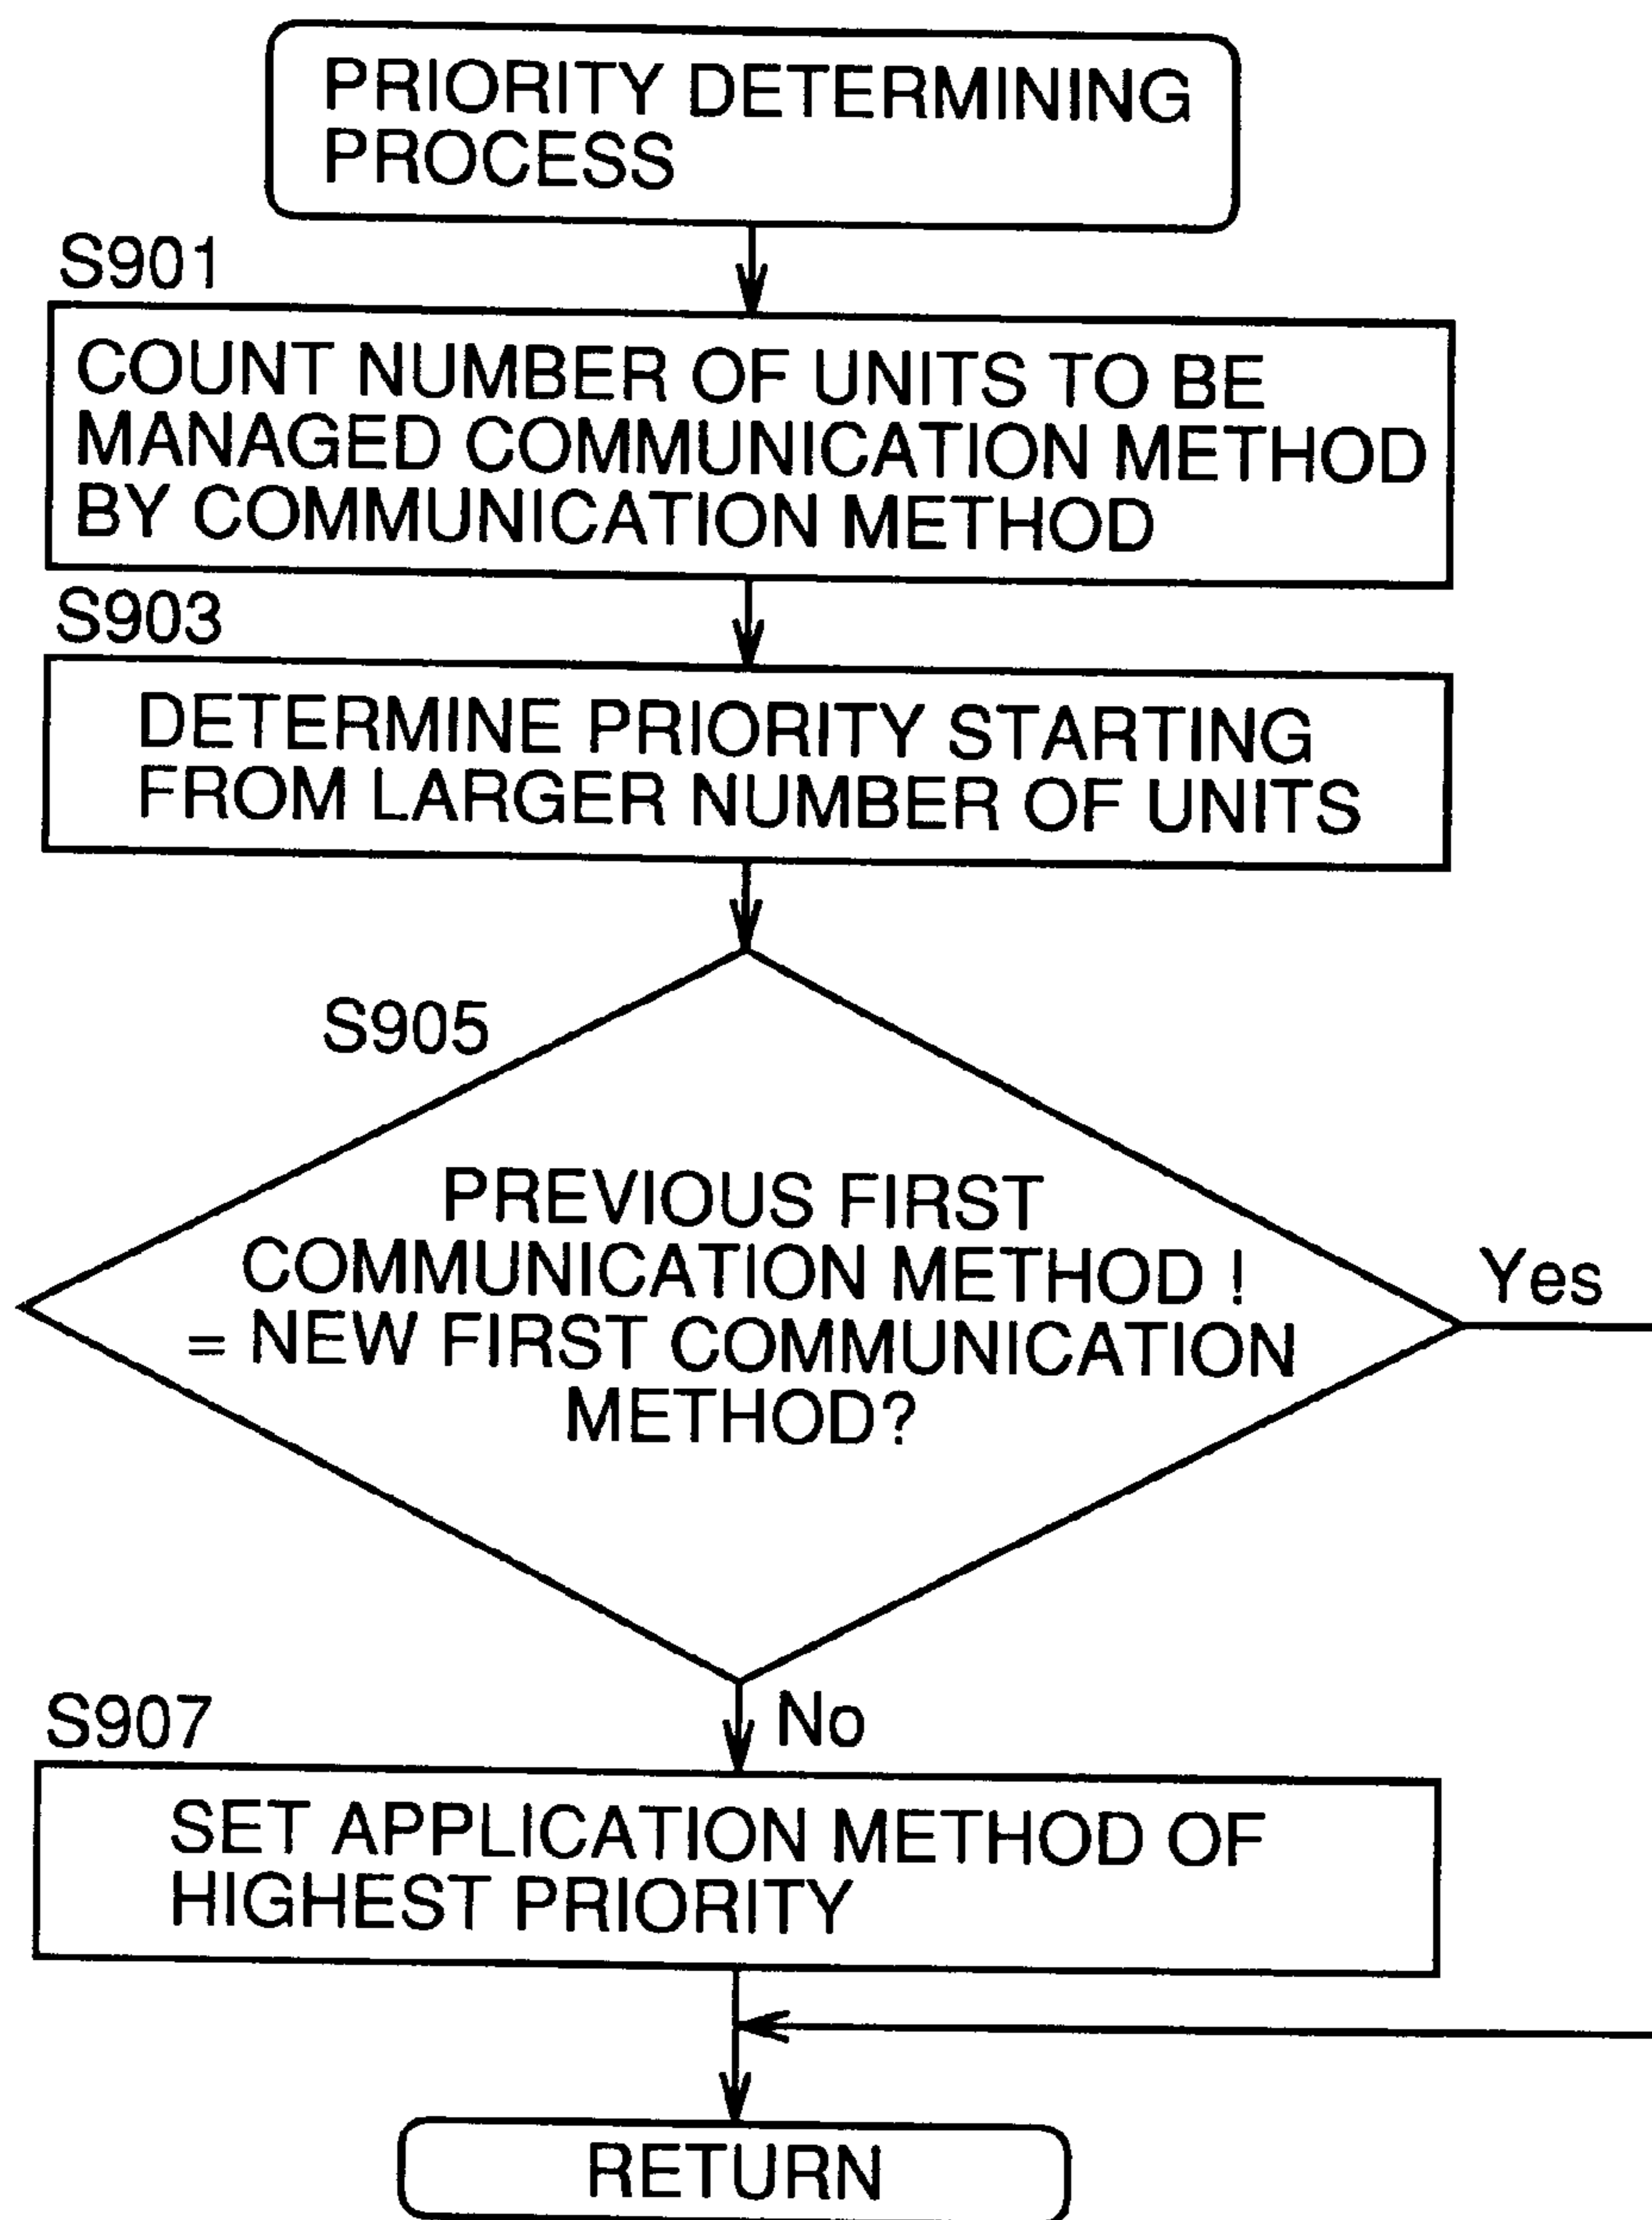 PRIORITY DETERMINING
PROCESS
S901
COUNT NUMBER OF UNITS TO BE
MANAGED COMMUNICATION METHOD
BY COMMUNICATION METHOD
S903
DETERMINE PRIORITY STARTING
FROM LARGER NUMBER OF UNITS
S905
PREVIOUS FIRST
COMMUNICATION METHOD !
= NEW FIRST COMMUNICATION
METHOD?
Yes
No
S907
SET APPLICATION METHOD OF
HIGHEST PRIORITY
RETURN